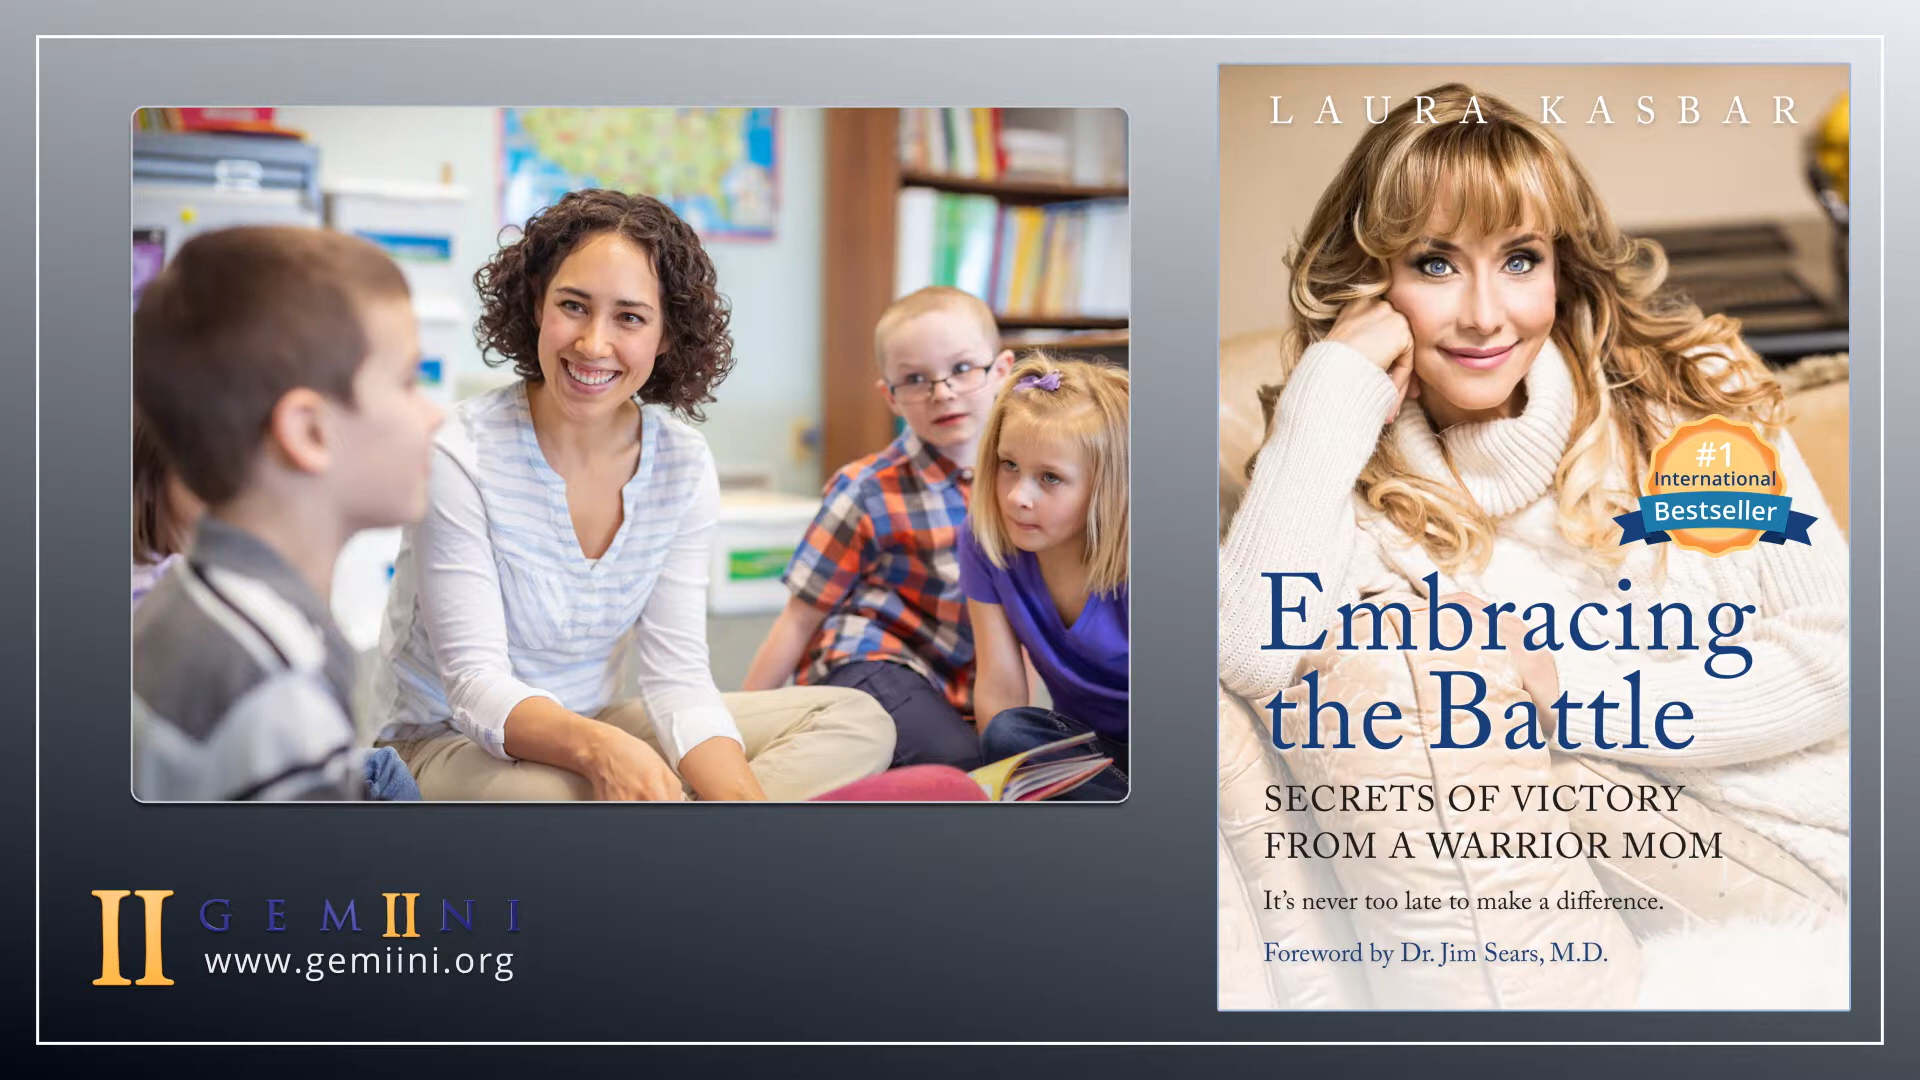 LAURA KASBAR
#1
International
Bestseller
Embracing
the Battle
SECRETS OF VICTORY
FROM A WARRIOR MOM
It's never too late to make a difference.
Foreword by Dr. Jim Sears, M.D.
II GEMIINI
www.gemiini.org